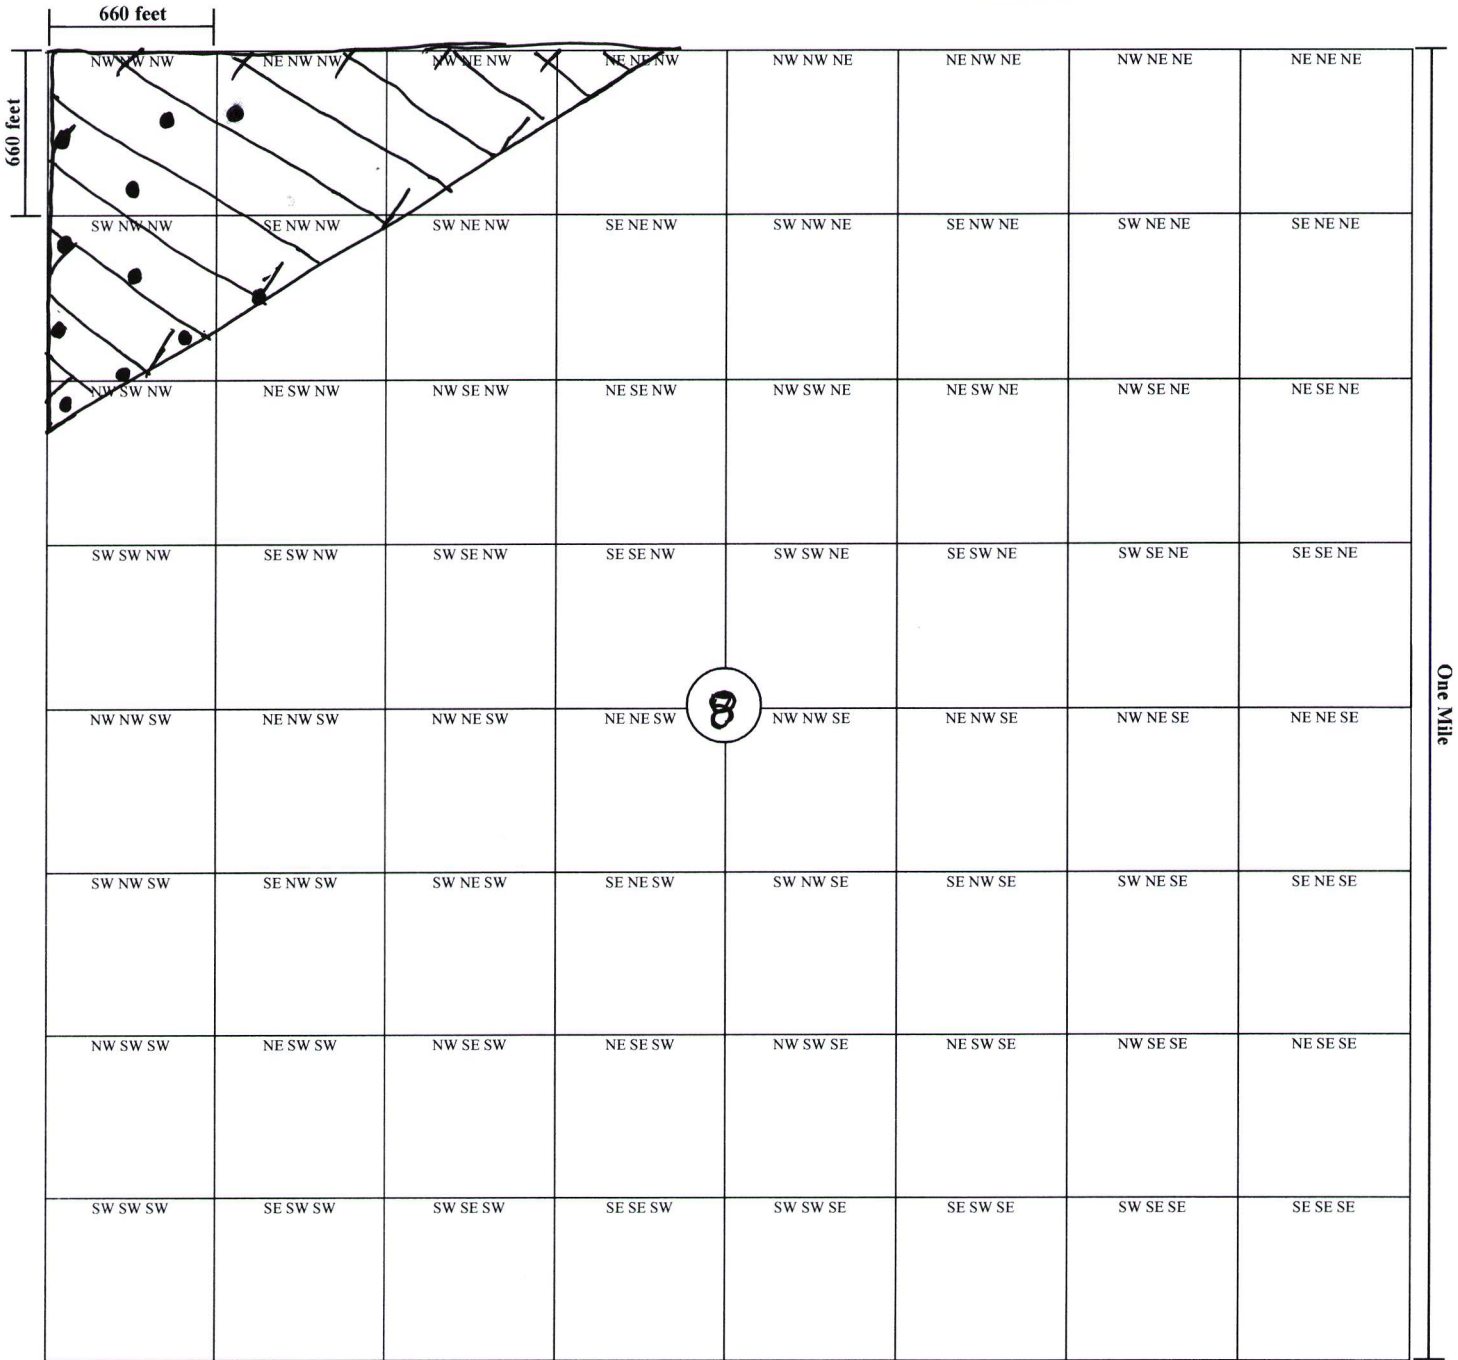 660 feet
660 feet
NW NW NW NE NW NW NW NE NW NE NE NW NW NW NE NE NW NE NW NE NE NE NE NE
SW NW NW SE NW NW SW NE NW SE NE NW SW NW NE SE NW NE SW NE NE SE NE NE
NW SW NW NE SW NW NW SE NW NE SE NW NW SW NE NE SW NE NW SE NE NE SE NE
SW SW NW SE SW NW SW SE NW SE SE NW SW SW NE SE SW NE SW SE NE SE SE NE
One Mile
8
NW NW SW NE NW SW NW NE SW NE NE SW NW NW SE NE NW SE NW NE SE NE NE SE
SW NW SW SE NW SW SW NE SW SE NE SW SW NW SE SE NW SE SW NE SE SE NE SE
NW SW SW NE SW SW NW SE SW NE SE SW NW SW SE NE SW SE NW SE SE NE SE SE
SW SW SW SE SW SW SW SE SW SE SE SW SW SW SE SE SW SE SW SE SE SE SE SE